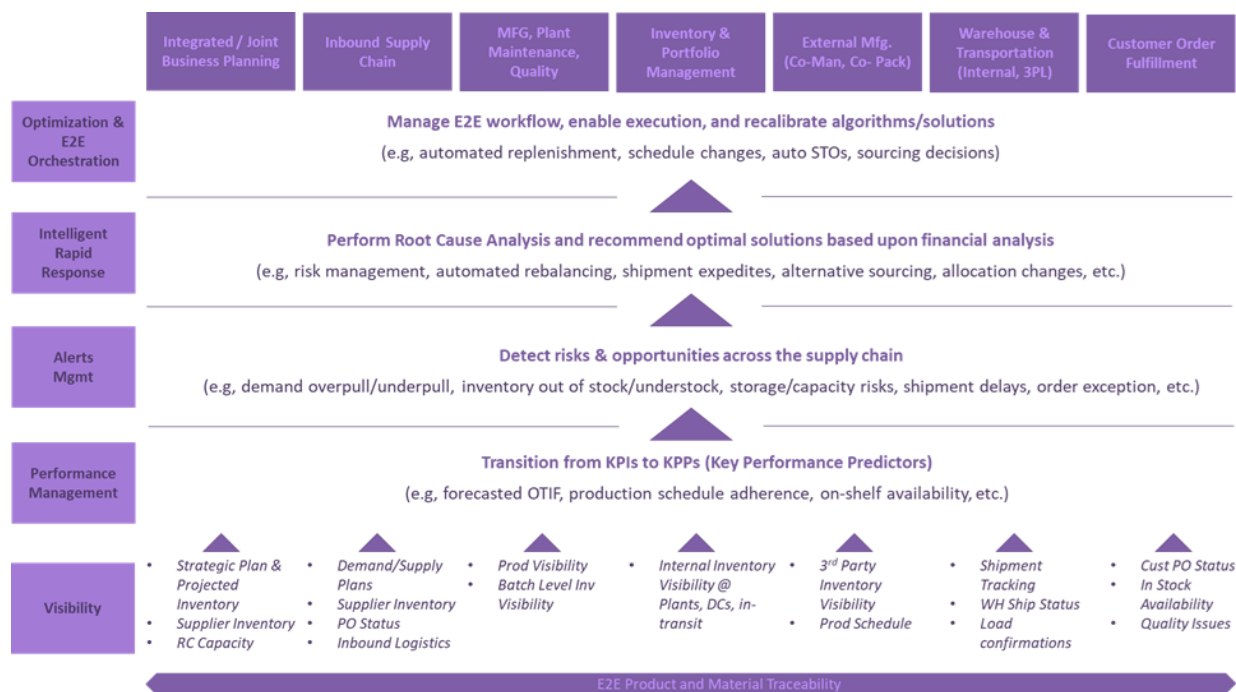 Integrated / Joint
Business Planning
Inbound Supply
Chain
MFG, Plant
Maintenance,
Quality
Inventory &
Portfolio
Management
External Mfg.
(Co-Man, Co- Pack)
Warehouse &
Transportation
(Internal, 3PL)
Customer Order
Fulfillment
Optimization &
E2E
Orchestration
Manage E2E workflow, enable execution, and recalibrate algorithms/solutions
(e.g, automated replenishment, schedule changes, auto STOs, sourcing decisions)
Intelligent
Rapid
Response
Perform Root Cause Analysis and recommend optimal solutions based upon financial analysis
(e.g, risk management, automated rebalancing, shipment expedites, alternative sourcing, allocation changes, etc.)
Alerts
Mgmt
Detect risks & opportunities across the supply chain
(e.g, demand overpull/underpull, inventory out of stock/understock, storage/capacity risks, shipment delays, order exception, etc.)
Performance
Management
Transition from KPIs to KPPs (Key Performance Predictors)
(e.g, forecasted OTIF, production schedule adherence, on-shelf availability, etc.)
Visibility
• Strategic Plan &
Projected
Inventory
• Supplier Inventory
• RC Capacity
• Demand/Supply
Plans
• Supplier Inventory
• PO Status
• Inbound Logistics
• Prod Visibility
• Batch Level Inv
Visibility
• Internal Inventory
Visibility @
Plants, DCs, in-
transit
• 3rd Party
Inventory
Visibility
• Prod Schedule
• Shipment
Tracking
• WH Ship Status
• Load
confirmations
• Cust PO Status
• In Stock
Availability
• Quality Issues
E2E Product and Material Traceability